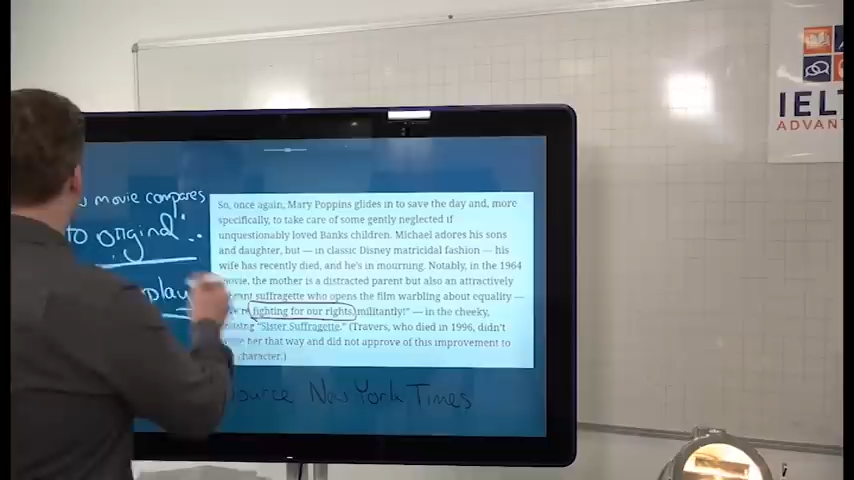 movie compares
to original
play
So, once again, Mary Poppins glides in to save the day and, more
specifically, to take care of some gently neglected if
unquestionably loved Banks children. Michael adores his sons
and daughter, but — in classic Disney matricidal fashion — his
wife has recently died, and he's in mourning. Notably, in the 1964
movie, the mother is a distracted parent but also an attractively
suffragette who opens the film warbling about equality —
fighting for our rights, militantly!" — in the cheeky,
"Sister Suffragette." (Travers, who died in 1996, didn't
her that way and did not approve of this improvement to
character.)
Source New York Times
IELT
ADVANTA